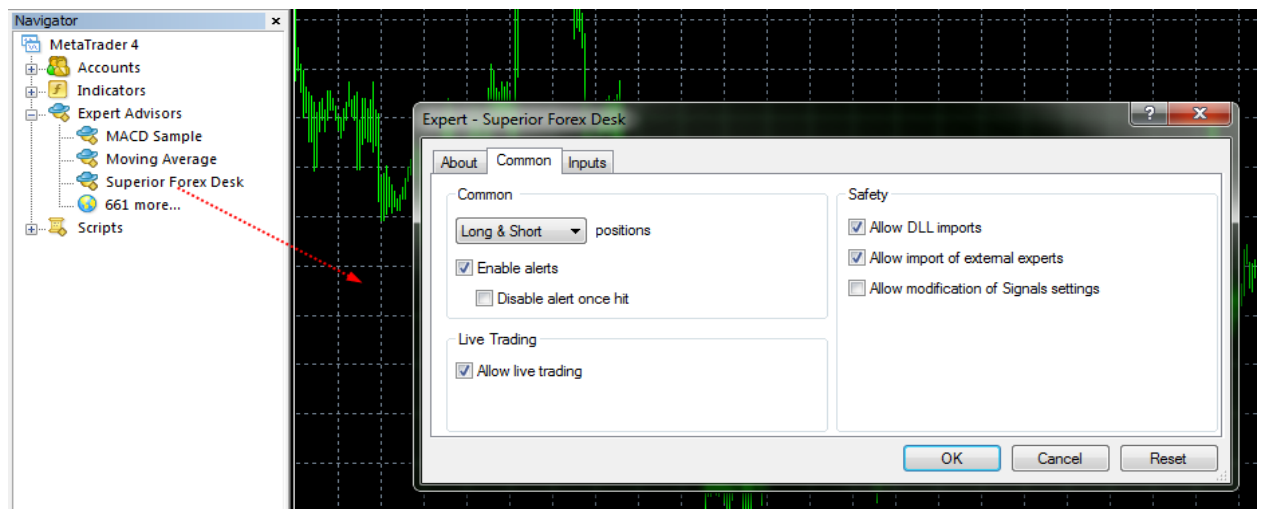 Navigator
MetaTrader 4
Accounts
Indicators
Expert Advisors
MACD Sample
Moving Average
Superior Forex Desk
661 more...
Scripts
Expert - Superior Forex Desk
About Common Inputs
Common
Long & Short positions
Enable alerts
Disable alert once hit
Live Trading
Allow live trading
Safety
Allow DLL imports
Allow import of external experts
Allow modification of Signals settings
OK Cancel Reset